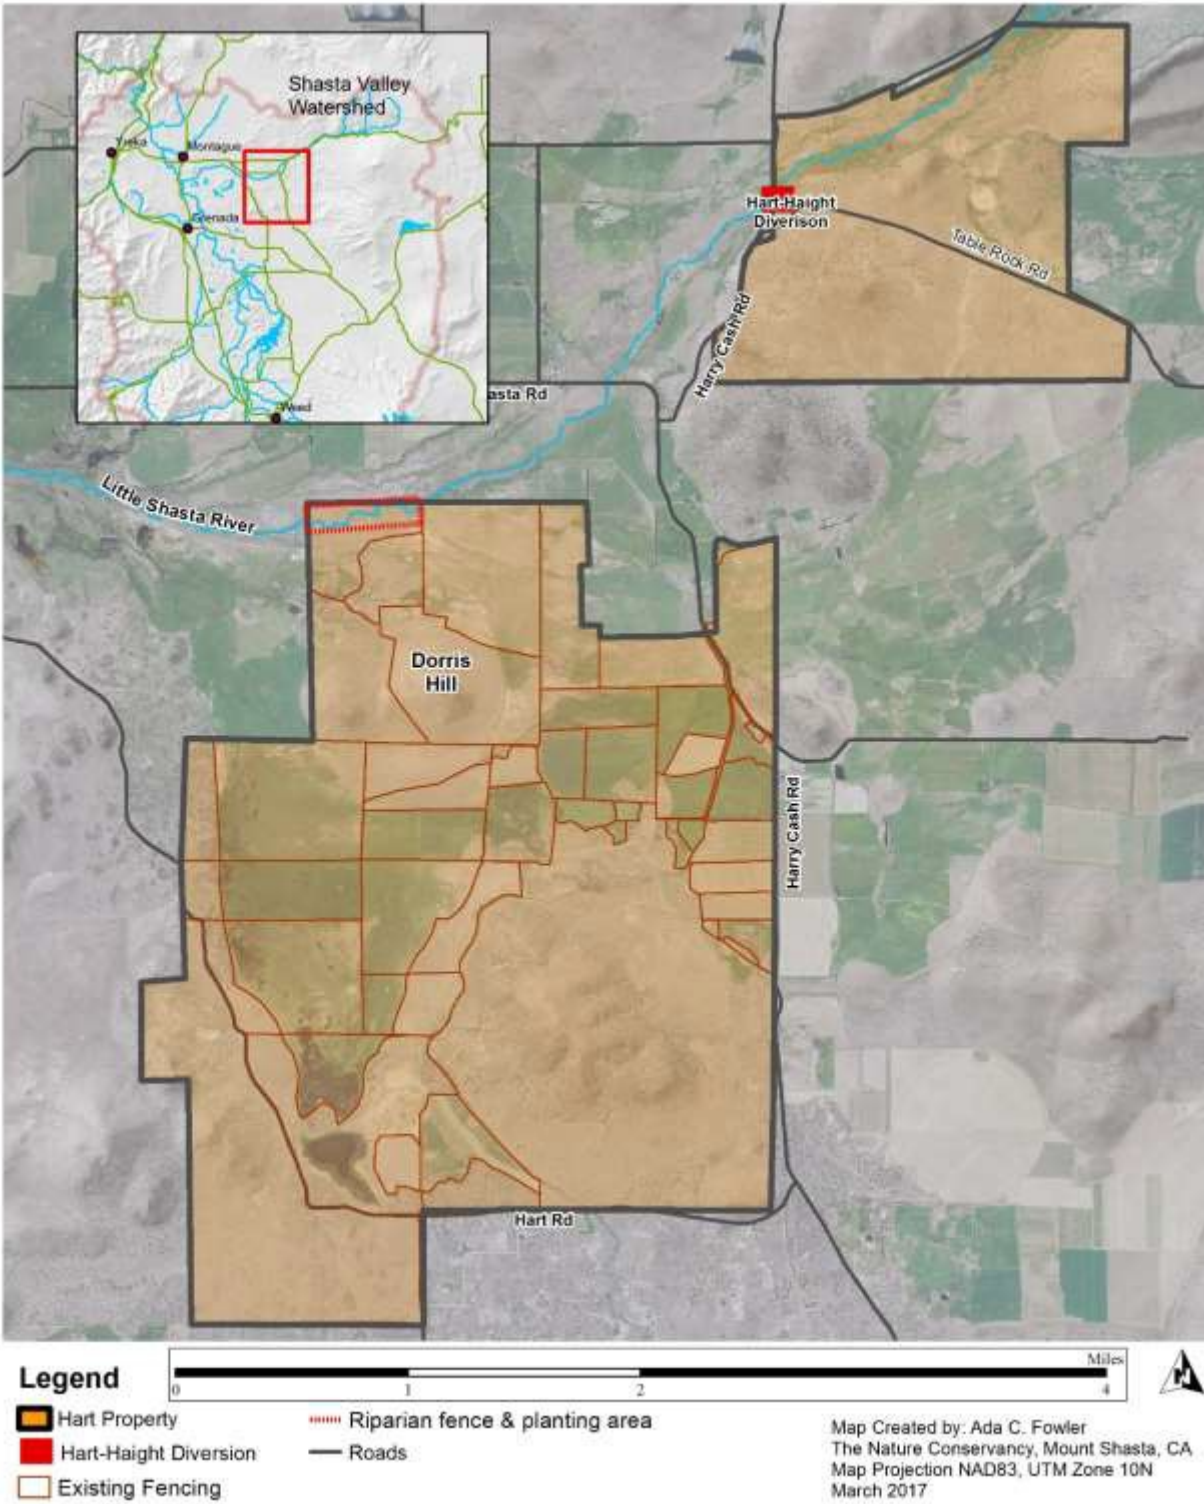 Shasta Valley
Watershed
Yreka
Montague
Grenada
Weed
Hart-Haight
Diverison
Table Rock Rd
Harry Cash Rd
asta Rd
Little Shasta River
Dorris
Hill
Harry Cash Rd
Hart Rd
Legend
Miles
0 1 2 4
N
Hart Property
Riparian fence & planting area
Hart-Haight Diversion
Roads
Existing Fencing
Map Created by: Ada C. Fowler
The Nature Conservancy, Mount Shasta, CA
Map Projection NAD83, UTM Zone 10N
March 2017